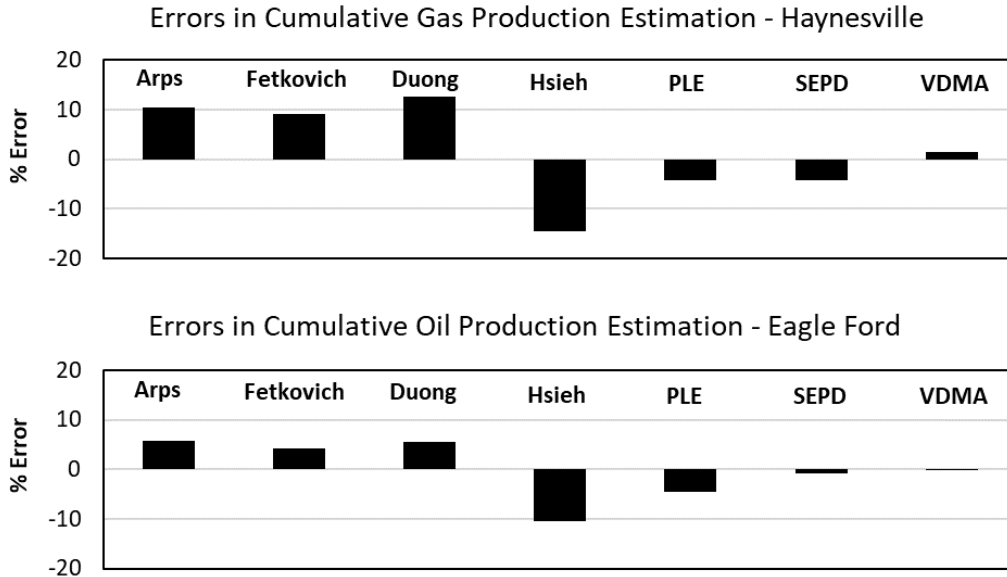 Errors in Cumulative Gas Production Estimation - Haynesville
20
Arps Fetkovich Duong Hsieh PLE SEPD VDMA
10
% Error
0
-10
-20
Errors in Cumulative Oil Production Estimation - Eagle Ford
20
Arps Fetkovich Duong Hsieh PLE SEPD VDMA
10
% Error
0
-10
-20